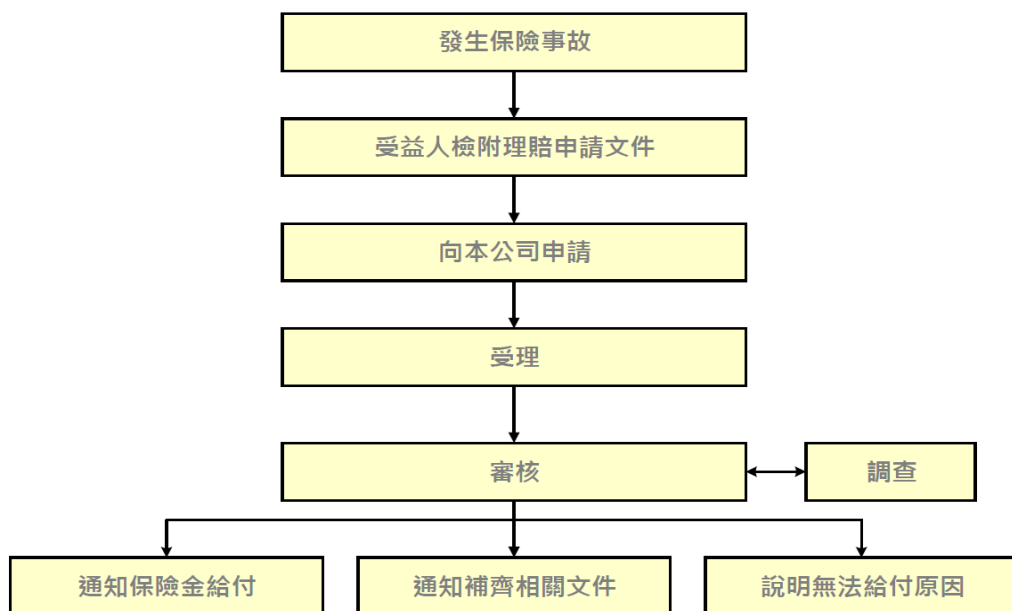 發生保險事故
受益人檢附理賠申請文件
向本公司申請
受理
審核
調查
通知保險金給付
通知補齊相關文件
說明無法給付原因